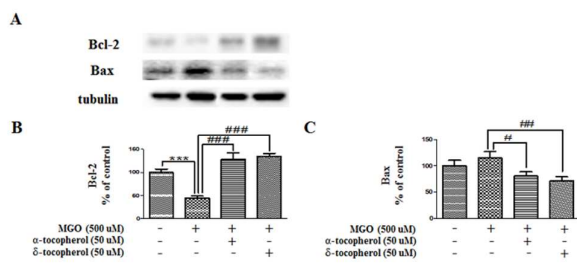 A
Bcl-2
Bax
tubulin
B
Bcl-2
% of control
150
100
50
0
***
###
###
MGO (500 uM) - + + +
α-tocopherol (50 uM) - - + -
δ-tocopherol (50 uM) - - - +
C
Bax
% of control
150
100
50
0
#
##
MGO (500 uM) - + + +
α-tocopherol (50 uM) - - + -
δ-tocopherol (50 uM) - - - +